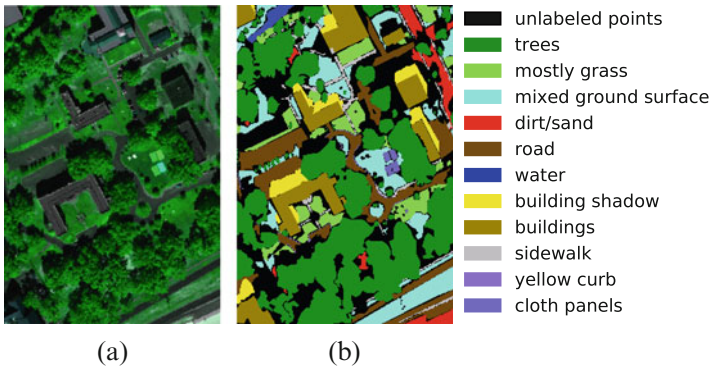 unlabeled points
trees
mostly grass
mixed ground surface
dirt/sand
road
water
building shadow
buildings
sidewalk
yellow curb
cloth panels
(a)
(b)